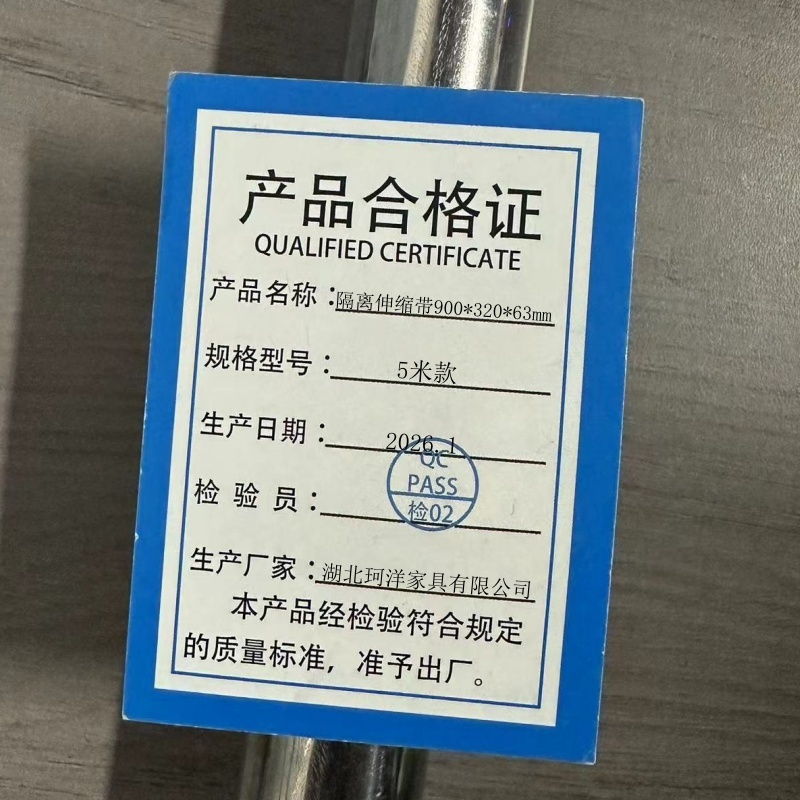 产品合格证
QUALIFIED CERTIFICATE
产品名称：隔离伸缩带900*320*63mm
规格型号：5米款
生产日期：2026.1
检验员：QC PASS 检02
生产厂家：湖北珂洋家具有限公司
本产品经检验符合规定
的质量标准，准予出厂。